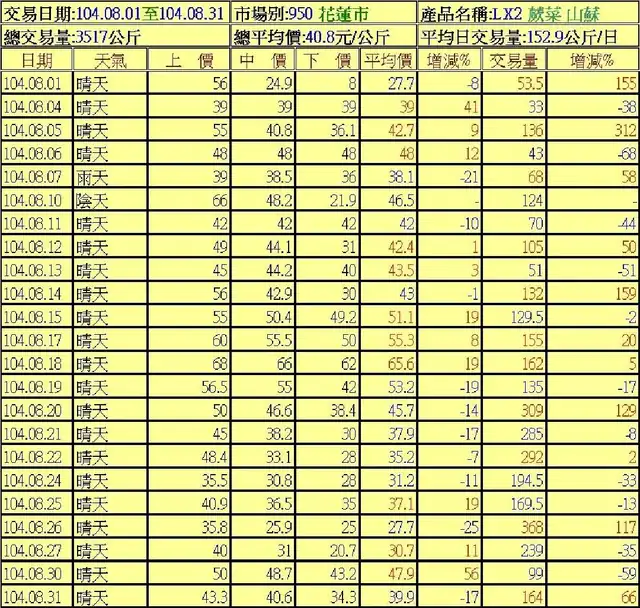 交易日期:104.08.01至104.08.31 市場別:950 花蓮市 產品名稱:LX2 蕨菜 山蘇
總交易量:3517公斤 總平均價:40.8元/公斤 平均日交易量:152.9公斤/日
日期 天氣 上 價 中 價 下 價 平均價 增減% 交易量 增減%
104.08.01 晴天 56 24.9 8 27.7 -8 53.5 155
104.08.04 晴天 39 39 39 39 41 33 -38
104.08.05 晴天 55 40.8 36.1 42.7 9 136 312
104.08.06 晴天 48 48 48 48 12 43 -68
104.08.07 雨天 39 38.5 36 38.1 -21 68 58
104.08.10 陰天 66 48.2 21.9 46.5 - 124 -
104.08.11 晴天 42 42 42 42 -10 70 -44
104.08.12 晴天 49 44.1 31 42.4 1 105 50
104.08.13 晴天 45 44.2 40 43.5 3 51 -51
104.08.14 晴天 56 42.9 30 43 -1 132 159
104.08.15 晴天 55 50.4 49.2 51.1 19 129.5 -2
104.08.17 晴天 60 55.5 50 55.3 8 155 20
104.08.18 晴天 68 66 62 65.6 19 162 5
104.08.19 晴天 56.5 55 42 53.2 -19 135 -17
104.08.20 晴天 50 46.6 38.4 45.7 -14 309 129
104.08.21 晴天 45 38.2 30 37.9 -17 285 -8
104.08.22 晴天 48.4 33.1 28 35.2 -7 292 2
104.08.24 晴天 35.5 30.8 28 31.2 -11 194.5 -33
104.08.25 晴天 40.9 36.5 35 37.1 19 169.5 -13
104.08.26 晴天 35.8 25.9 25 27.7 -25 368 117
104.08.27 晴天 40 31 20.7 30.7 11 239 -35
104.08.30 晴天 50 48.7 43.2 47.9 56 99 -59
104.08.31 晴天 43.3 40.6 34.3 39.9 -17 164 66